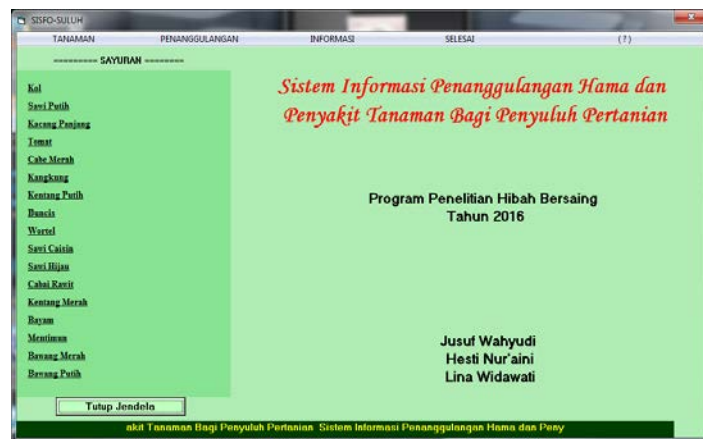 SISFO-SULUH
TANAMAN PENANGGULANGAN INFORMASI SELESAI (?)
======== SAYURAN ========
Kol
Sawi Putih
Kacang Panjang
Tomat
Cabe Merah
Kangkung
Kentang Putih
Buncis
Wortel
Sawi Caisin
Sawi Hijau
Cabai Rawit
Kentang Merah
Bayam
Mentimun
Bawang Merah
Bawang Putih
Tutup Jendela
Sistem Informasi Penanggulangan Hama dan
Penyakit Tanaman Bagi Penyuluh Pertanian
Program Penelitian Hibah Bersaing
Tahun 2016
Jusuf Wahyudi
Hesti Nur'aini
Lina Widawati
akit Tanaman Bagi Penyuluh Pertanian Sistem Informasi Penanggulangan Hama dan Peny